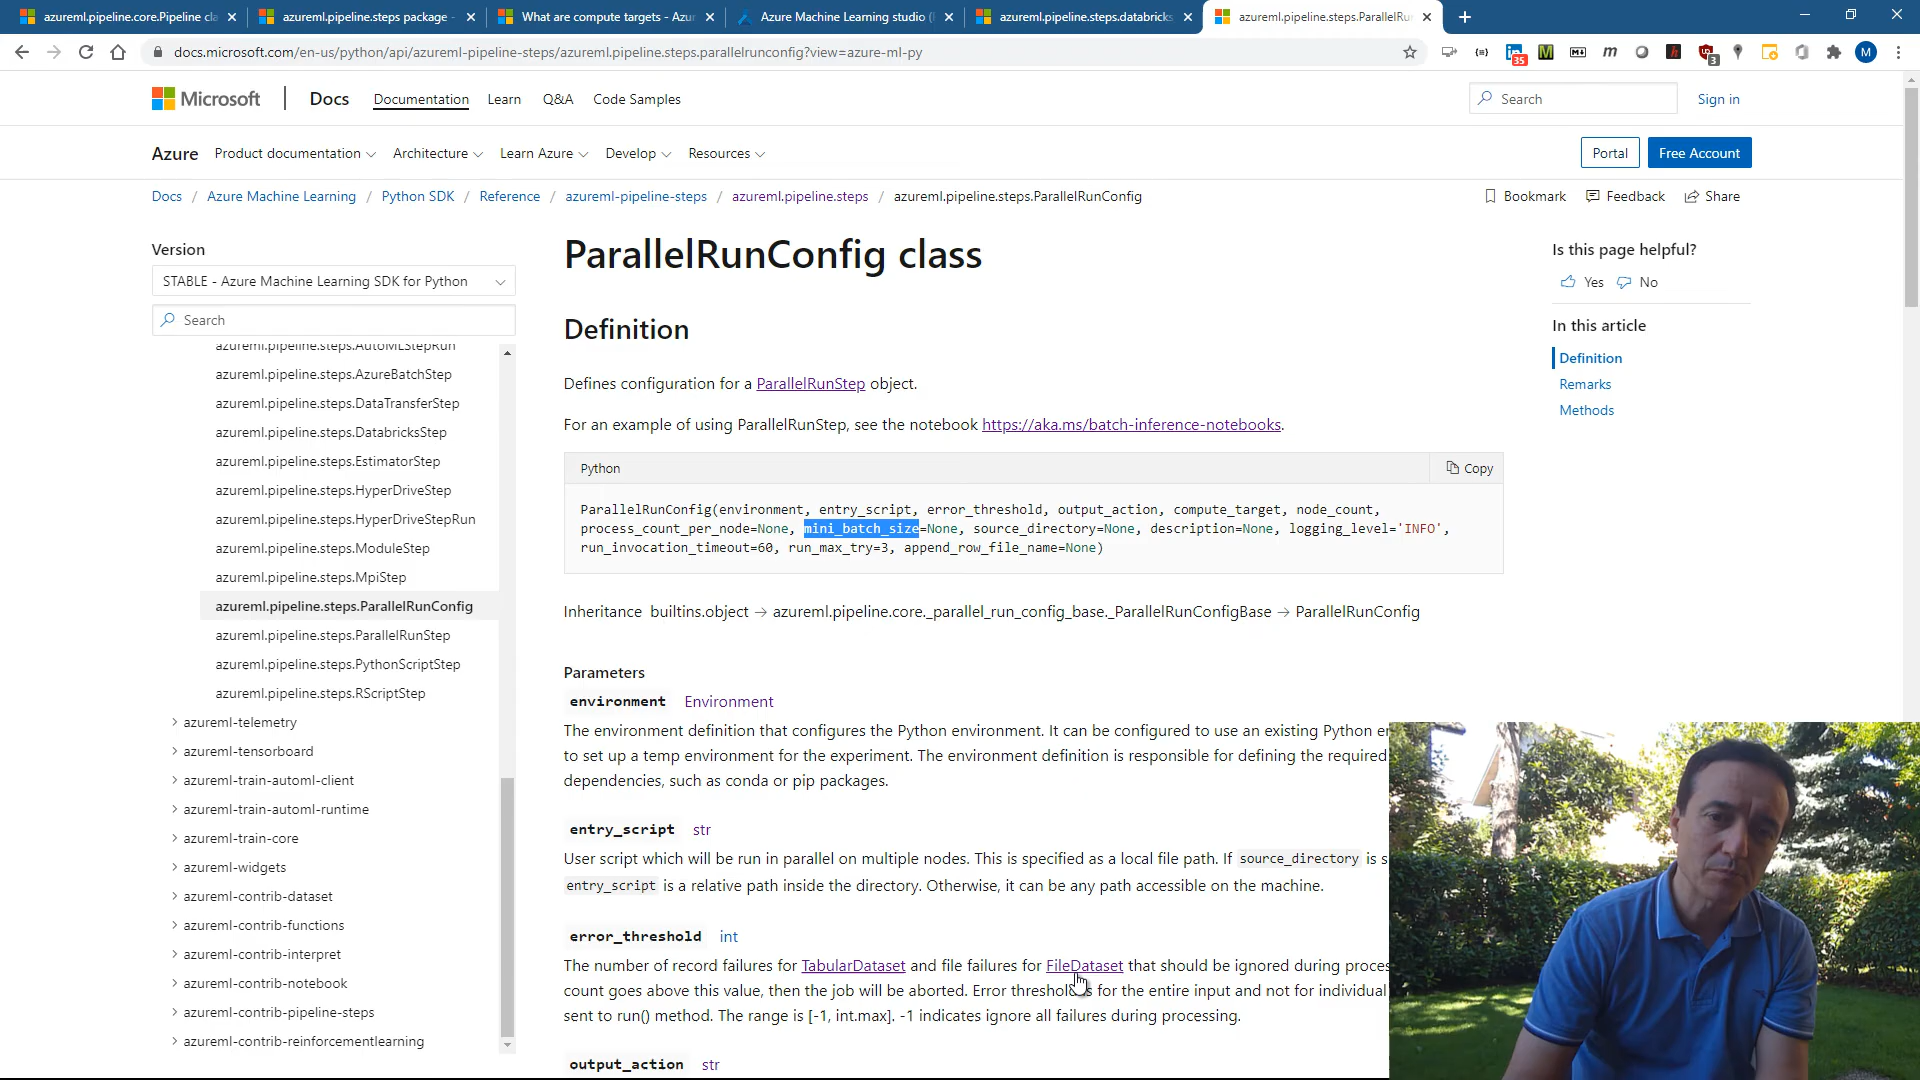 azureml.pipeline.core.Pipeline cla
azureml.pipeline.steps package -
What are compute targets - Azur
Azure Machine Learning studio (
azureml.pipeline.steps.databricks
azureml.pipeline.steps.ParallelRu
docs.microsoft.com/en-us/python/api/azureml-pipeline-steps/azureml.pipeline.steps.parallelrunconfig?view=azure-ml-py
35
3
M
Microsoft
Docs
Documentation
Learn
Q&A
Code Samples
Search
Sign in
Azure
Product documentation
Architecture
Learn Azure
Develop
Resources
Portal
Free Account
Docs / Azure Machine Learning / Python SDK / Reference / azureml-pipeline-steps / azureml.pipeline.steps / azureml.pipeline.steps.ParallelRunConfig
Bookmark
Feedback
Share
Version
STABLE - Azure Machine Learning SDK for Python
Search
azureml.pipeline.steps.AutoMLStepRun
azureml.pipeline.steps.AzureBatchStep
azureml.pipeline.steps.DataTransferStep
azureml.pipeline.steps.DatabricksStep
azureml.pipeline.steps.EstimatorStep
azureml.pipeline.steps.HyperDriveStep
azureml.pipeline.steps.HyperDriveStepRun
azureml.pipeline.steps.ModuleStep
azureml.pipeline.steps.MpiStep
azureml.pipeline.steps.ParallelRunConfig
azureml.pipeline.steps.ParallelRunStep
azureml.pipeline.steps.PythonScriptStep
azureml.pipeline.steps.RScriptStep
azureml-telemetry
azureml-tensorboard
azureml-train-automl-client
azureml-train-automl-runtime
azureml-train-core
azureml-widgets
azureml-contrib-dataset
azureml-contrib-functions
azureml-contrib-interpret
azureml-contrib-notebook
azureml-contrib-pipeline-steps
azureml-contrib-reinforcementlearning
ParallelRunConfig class
Definition
Defines configuration for a ParallelRunStep object.
For an example of using ParallelRunStep, see the notebook https://aka.ms/batch-inference-notebooks.
Python
Copy
ParallelRunConfig(environment, entry_script, error_threshold, output_action, compute_target, node_count,
process_count_per_node=None, mini_batch_size=None, source_directory=None, description=None, logging_level='INFO',
run_invocation_timeout=60, run_max_try=3, append_row_file_name=None)
Inheritance builtins.object → azureml.pipeline.core._parallel_run_config_base._ParallelRunConfigBase → ParallelRunConfig
Parameters
environment Environment
The environment definition that configures the Python environment. It can be configured to use an existing Python er
to set up a temp environment for the experiment. The environment definition is responsible for defining the required
dependencies, such as conda or pip packages.
entry_script str
User script which will be run in parallel on multiple nodes. This is specified as a local file path. If source_directory is s
entry_script is a relative path inside the directory. Otherwise, it can be any path accessible on the machine.
error_threshold int
The number of record failures for TabularDataset and file failures for FileDataset that should be ignored during proces
count goes above this value, then the job will be aborted. Error threshold is for the entire input and not for individual
sent to run() method. The range is [-1, int.max]. -1 indicates ignore all failures during processing.
output_action str
Is this page helpful?
Yes
No
In this article
Definition
Remarks
Methods